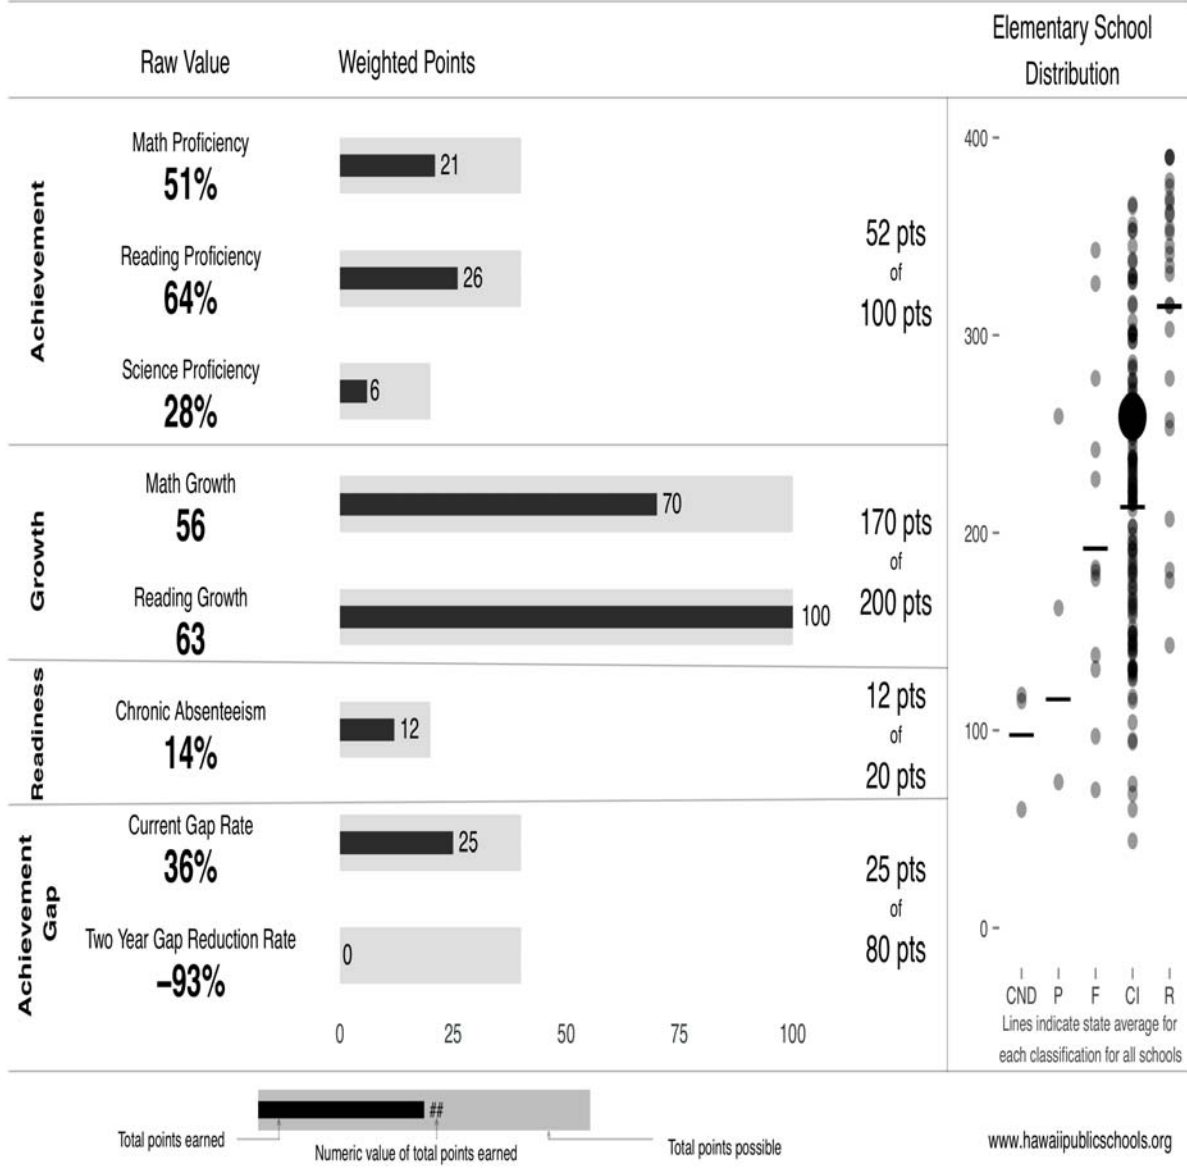 Raw Value
Weighted Points
Elementary School
Distribution
Achievement
Math Proficiency
51%
21
Reading Proficiency
64%
26
Science Proficiency
28%
6
52 pts
of
100 pts
Growth
Math Growth
56
70
Reading Growth
63
100
170 pts
of
200 pts
Readiness
Chronic Absenteeism
14%
12
12 pts
of
20 pts
Achievement
Gap
Current Gap Rate
36%
25
Two Year Gap Reduction Rate
–93%
0
25 pts
of
80 pts
0 25 50 75 100
400
300
200
100
0
CND P F CI R
Lines indicate state average for
each classification for all schools
##
Total points earned
Numeric value of total points earned
Total points possible
www.hawaiipublicschools.org